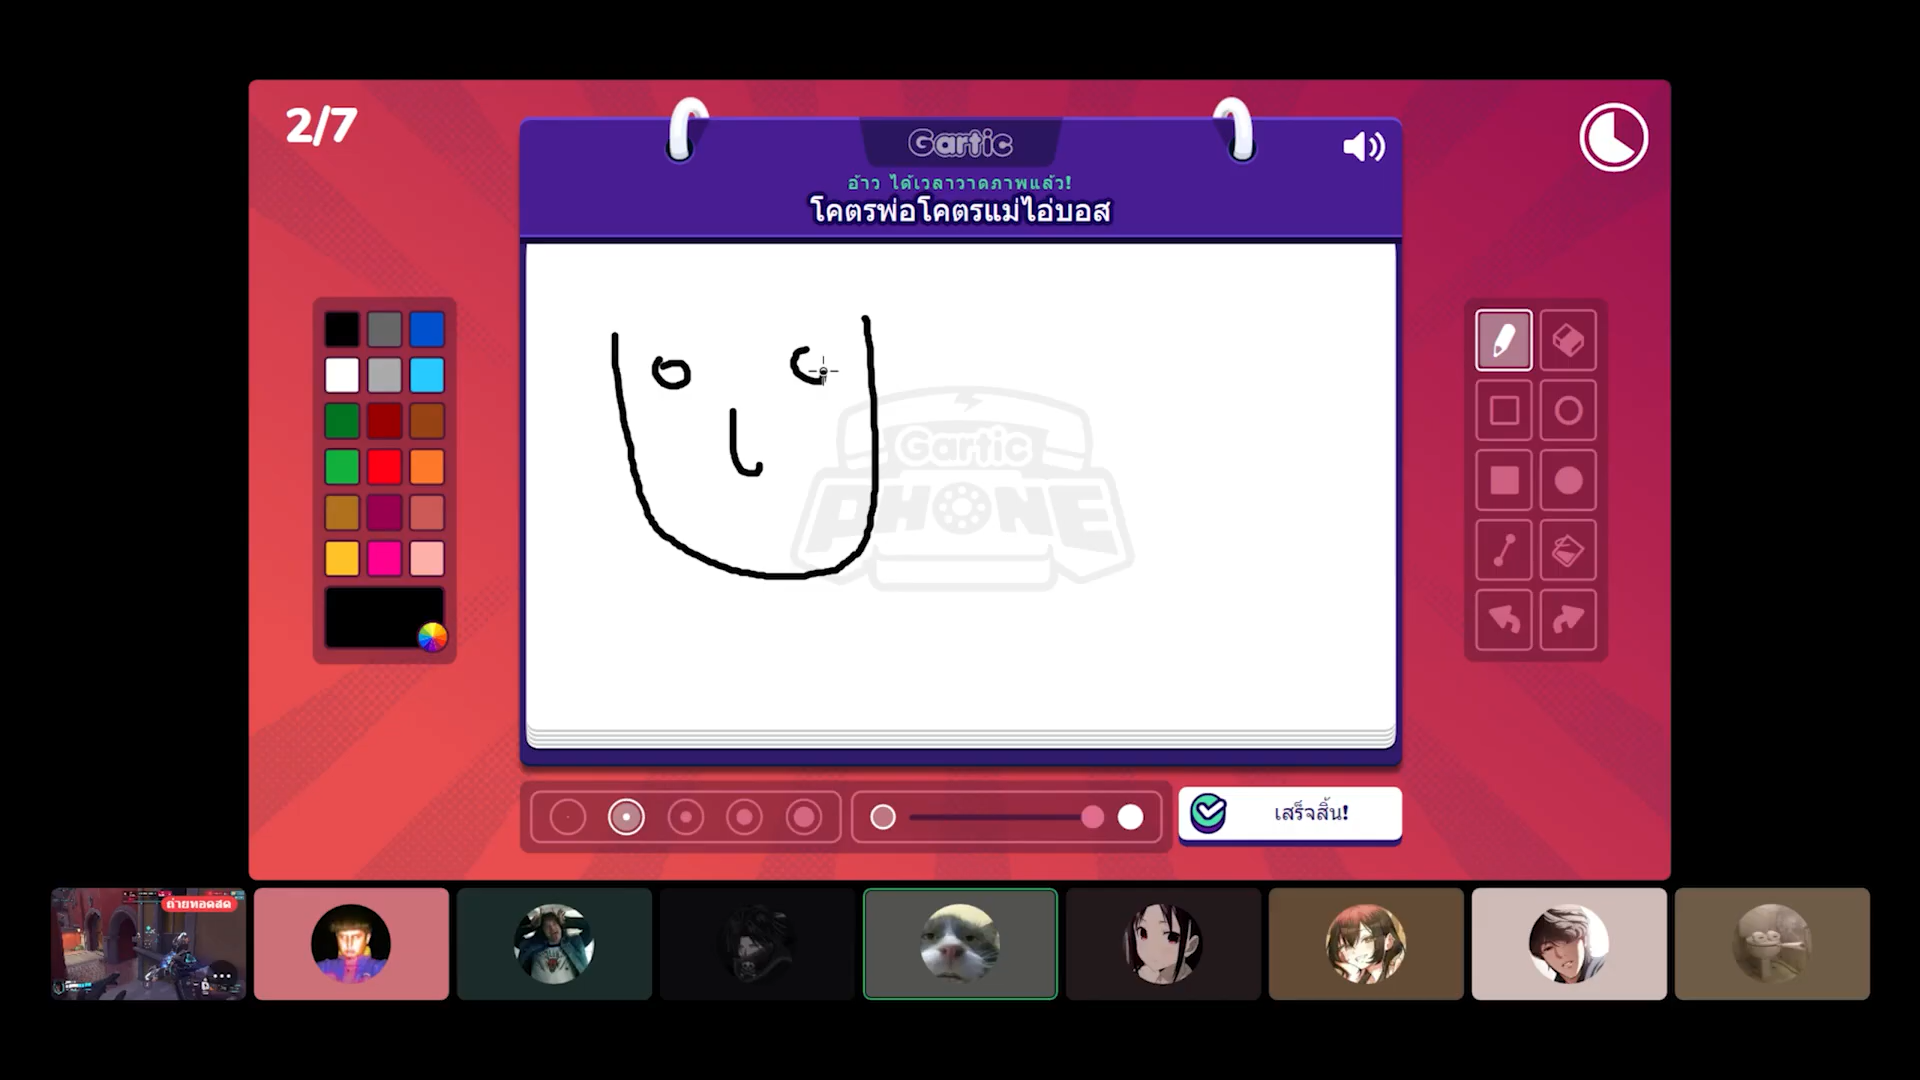 2/7
Gartic
อ้าว ได้เวลาวาดภาพแล้ว!
โคตรพ่อโคตรแม่ไอ่บอส
Gartic
PHONE
เสร็จสิ้น!
ถ่ายทอดสด